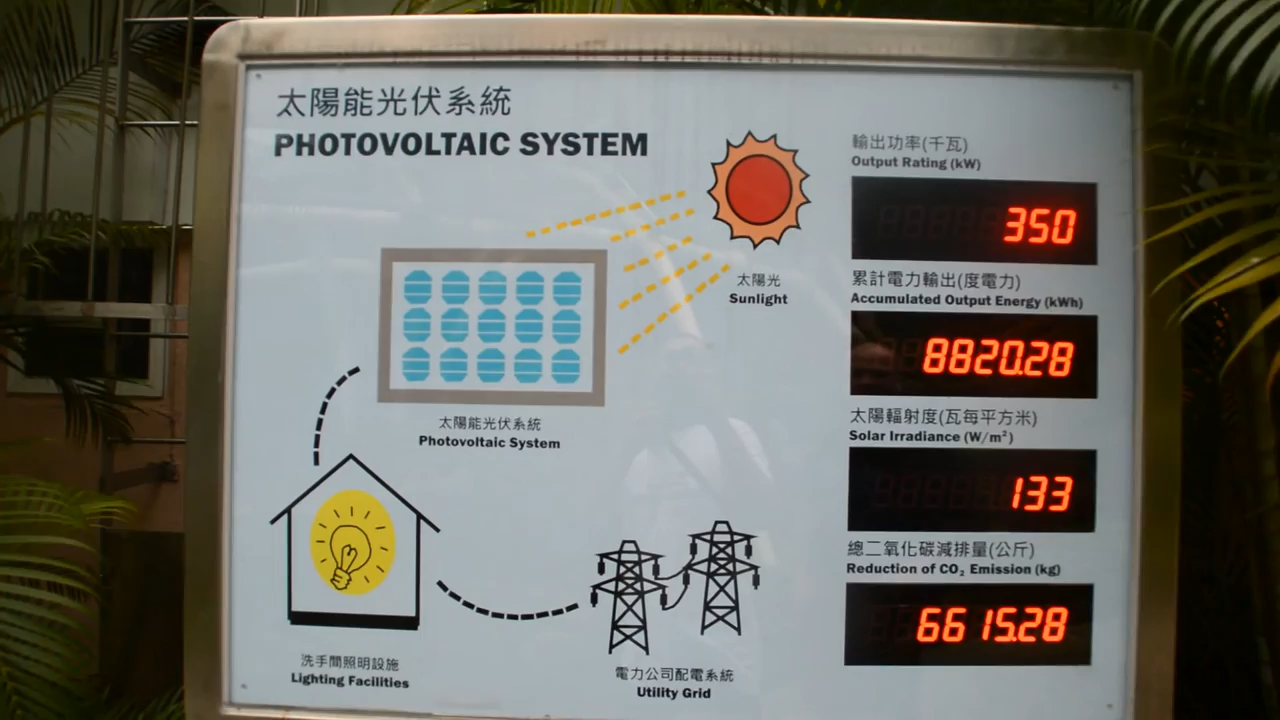 太陽能光伏系統
PHOTOVOLTAIC SYSTEM
太陽光
Sunlight
太陽能光伏系統
Photovoltaic System
洗手間照明設施
Lighting Facilities
電力公司配電系統
Utility Grid
輸出功率(千瓦)
Output Rating (kW)
350
累計電力輸出(度電力)
Accumulated Output Energy (kWh)
8820.28
太陽輻射度(瓦每平方米)
Solar Irradiance (W/m²)
133
總二氧化碳減排量(公斤)
Reduction of CO₂ Emission (kg)
6615.28